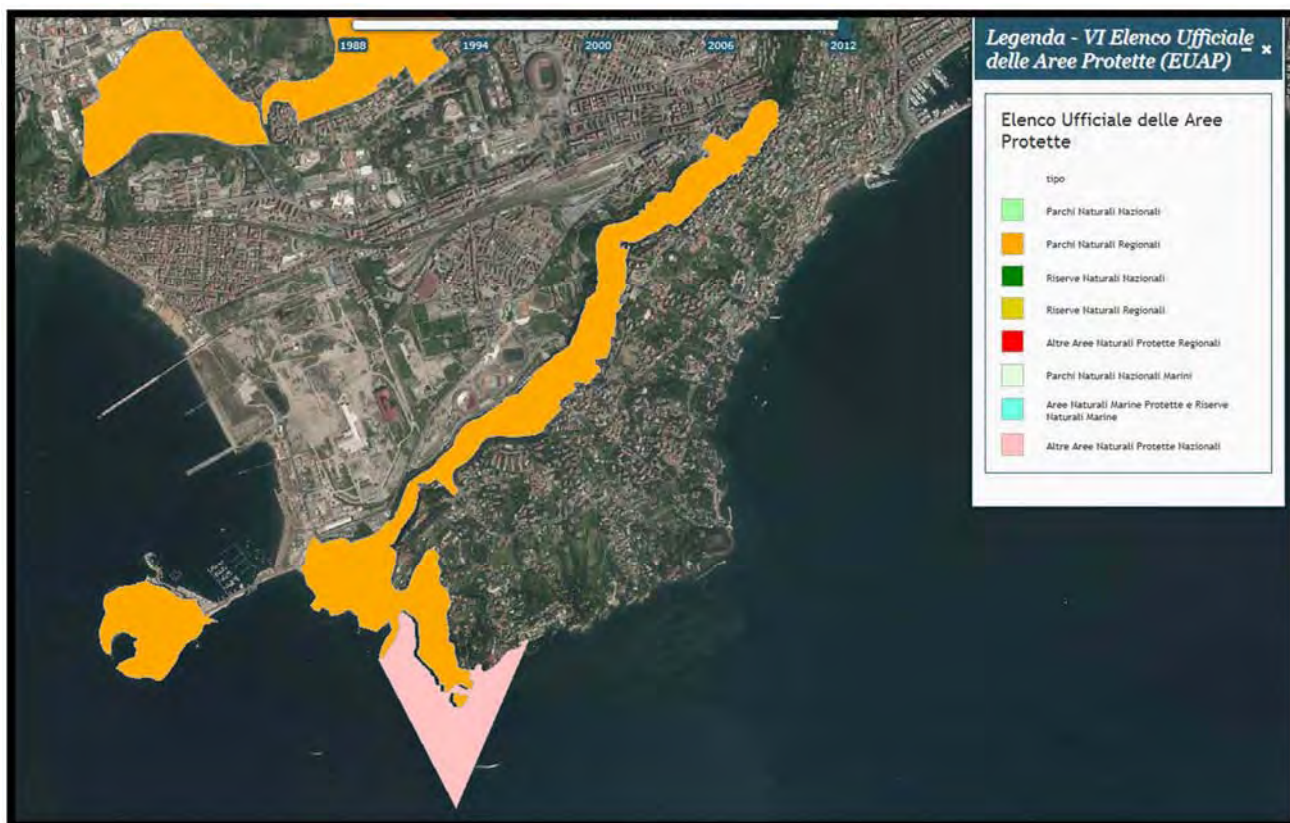 1988 1994 2000 2006 2012
Legenda - VI Elenco Ufficiale
delle Aree Protette (EUAP)
Elenco Ufficiale delle Aree
Protette
tipo
Parchi Naturali Nazionali
Parchi Naturali Regionali
Riserve Naturali Nazionali
Riserve Naturali Regionali
Altre Aree Naturali Protette Regionali
Parchi Naturali Nazionali Marini
Aree Naturali Marine Protette e Riserve
Naturali Marine
Altre Aree Naturali Protette Nazionali